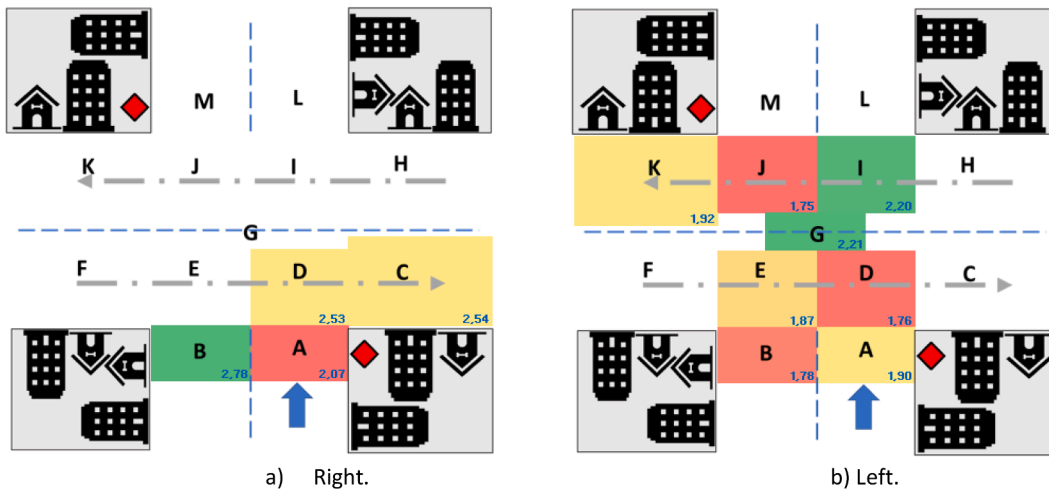 M L
K J I H
G
F E D C
2,53 2,54
B A
2,78 2,07
a) Right.
M L
K J I H
1,92 1,75 2,20
G
2,21
F E D C
1,87 1,76
B A
1,78 1,90
b) Left.